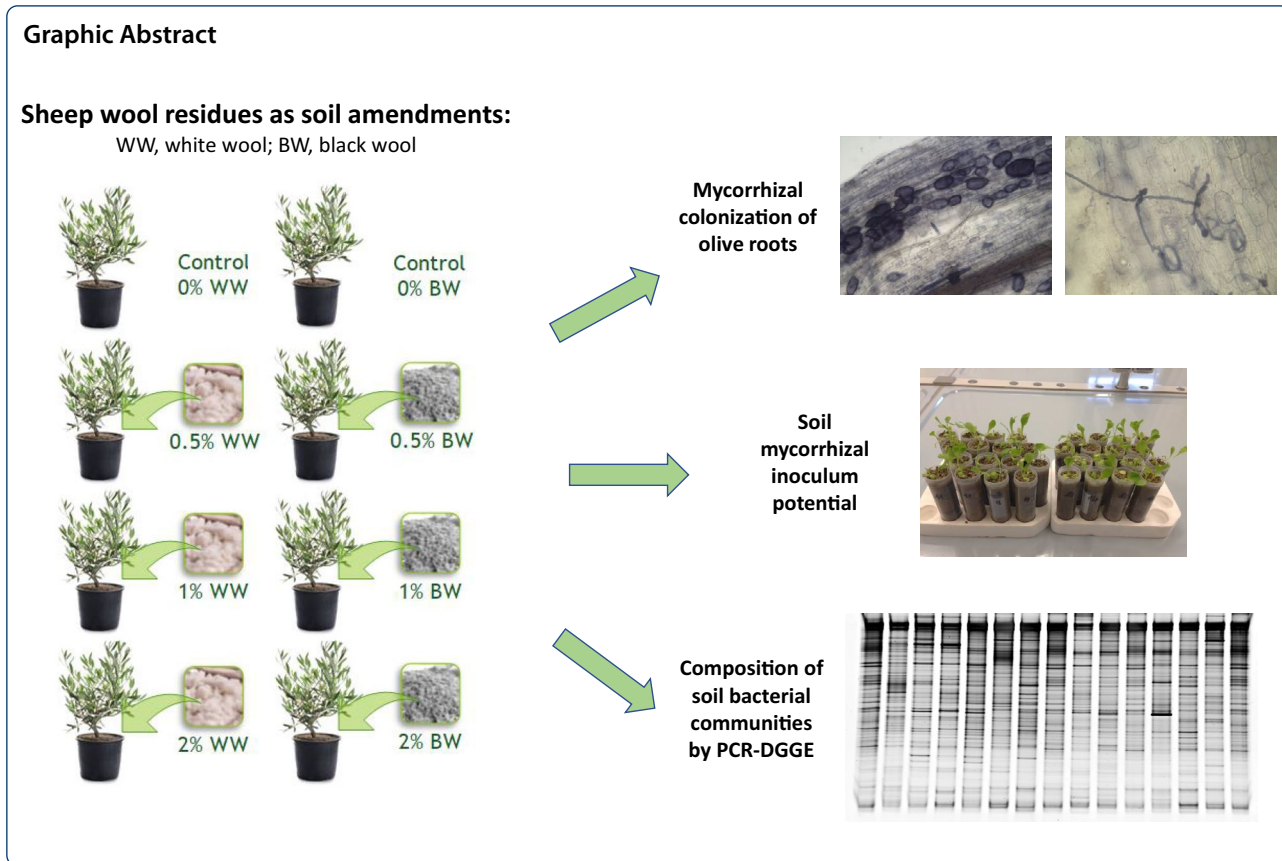 Graphic Abstract
Sheep wool residues as soil amendments:
WW, white wool; BW, black wool
Control
0% WW
Control
0% BW
0.5% WW
0.5% BW
1% WW
1% BW
2% WW
2% BW
Mycorrhizal
colonization of
olive roots
Soil
mycorrhizal
inoculum
potential
Composition of
soil bacterial
communities
by PCR-DGGE